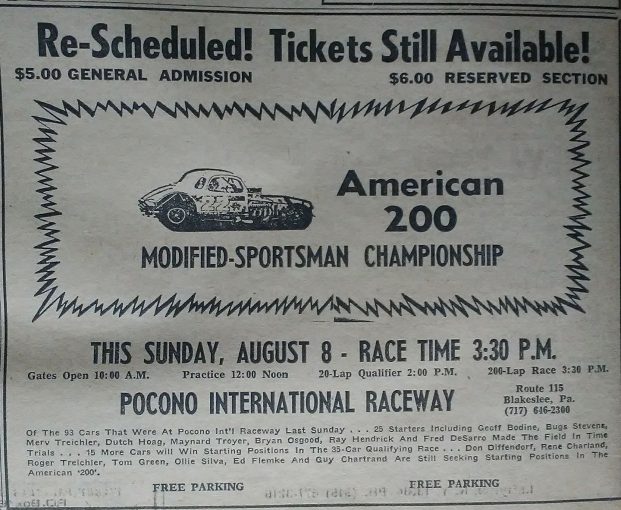 Re-Scheduled! Tickets Still Available!
$5.00 GENERAL ADMISSION $6.00 RESERVED SECTION
American
200
MODIFIED-SPORTSMAN CHAMPIONSHIP
THIS SUNDAY, AUGUST 8 - RACE TIME 3:30 P.M.
Gates Open 10:00 A.M. Practice 12:00 Noon 20-Lap Qualifier 2:00 P.M. 200-Lap Race 3:30 P.M.
POCONO INTERNATIONAL RACEWAY
Route 115
Blakeslee, Pa.
(717) 646-2300
Of The 93 Cars That Were At Pocono Int'l Raceway Last Sunday . . . 25 Starters Including Geoff Bodine, Bugs Stevens,
Merv Treichler, Dutch Hoag, Maynard Troyer, Bryan Osgood, Ray Hendrick And Fred DeSarro Made The Field In Time
Trials . . . 15 More Cars will Win Starting Positions In The 35-Car Qualifying Race . . . Don Diffendorf, Rene Charland,
Roger Treichler, Tom Green, Ollie Silva, Ed Flemke And Guy Chartrand Are Still Seeking Starting Positions In The
American '200'.
FREE PARKING FREE PARKING